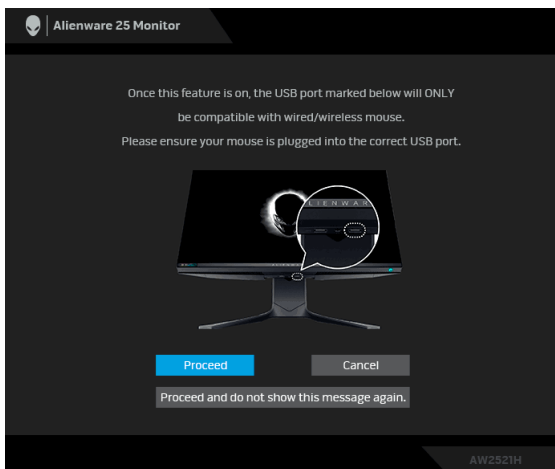 Alienware 25 Monitor
Once this feature is on, the USB port marked below will ONLY
be compatible with wired/wireless mouse.
Please ensure your mouse is plugged into the correct USB port.
LIENWAR
Proceed
Cancel
Proceed and do not show this message again.
AW2521H